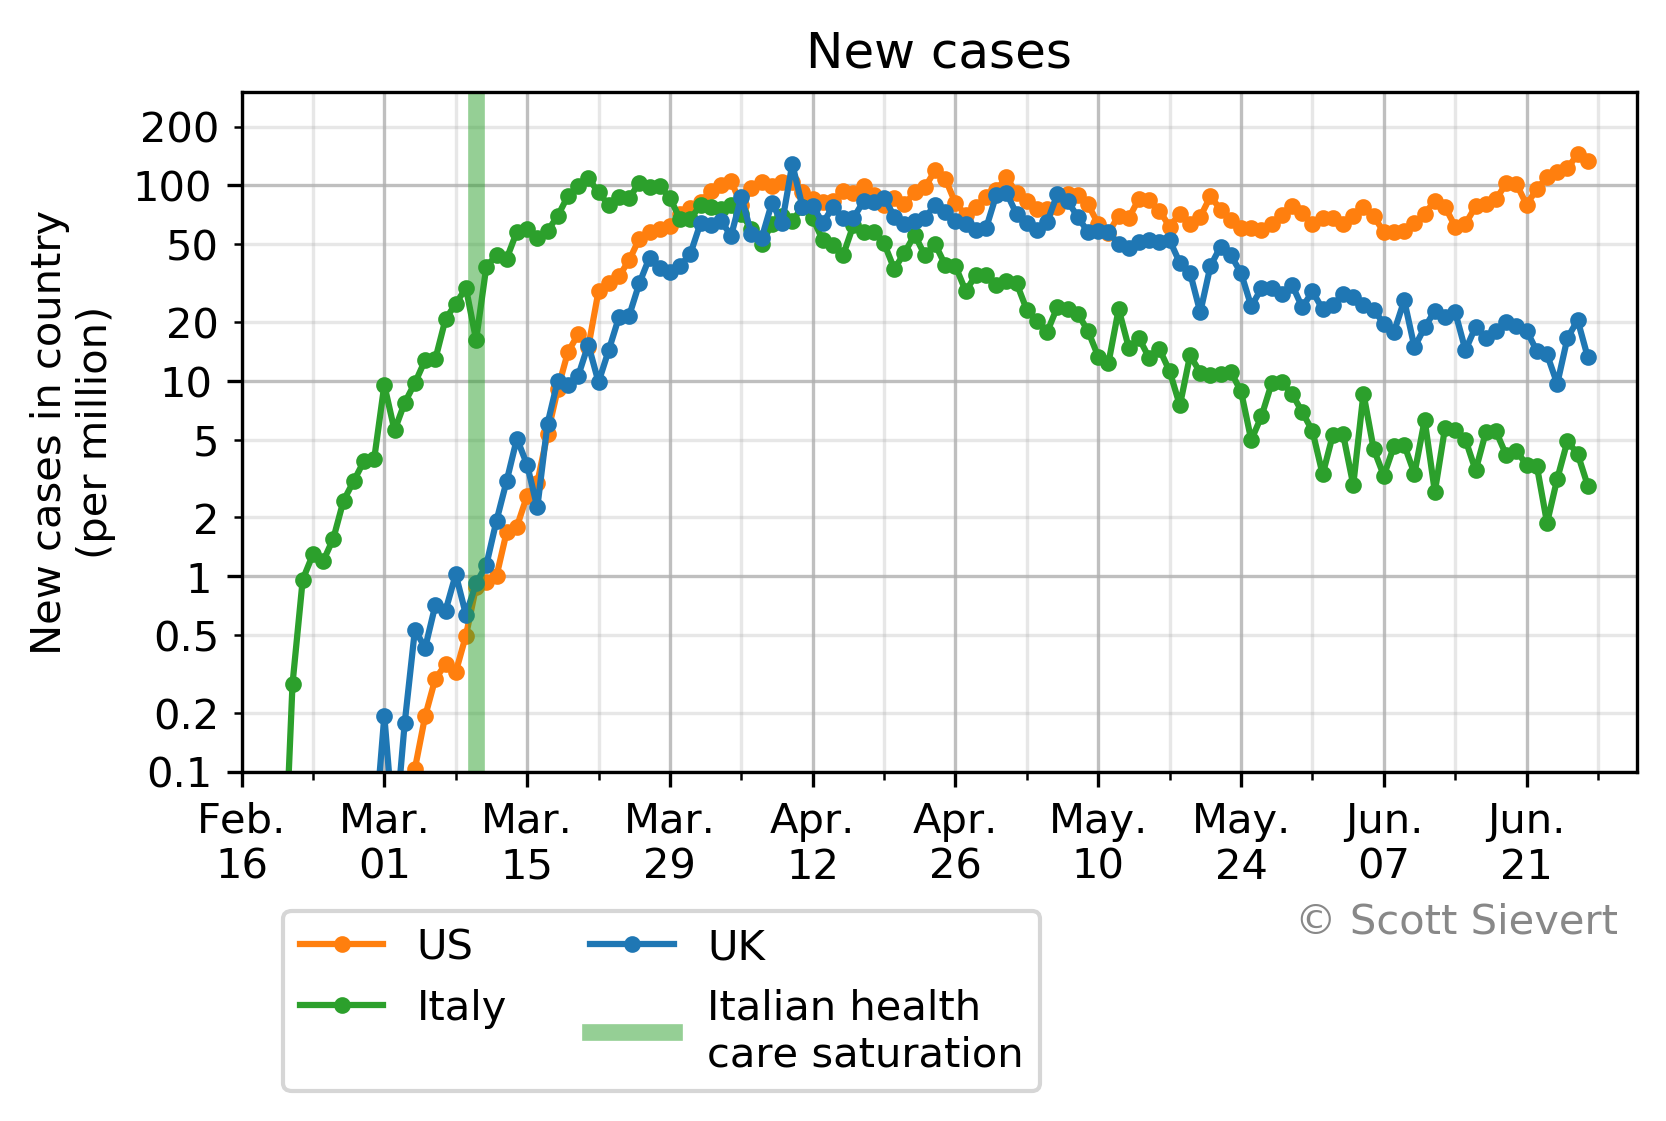 New cases
New cases in country
(per million)
200
100
50
20
10
5
2
1
0.5
0.2
0.1
Feb. Mar. Mar. Mar. Apr. Apr. May. May. Jun. Jun.
16 01 15 29 12 26 10 24 07 21
© Scott Sievert
US
Italy
UK
Italian health
care saturation